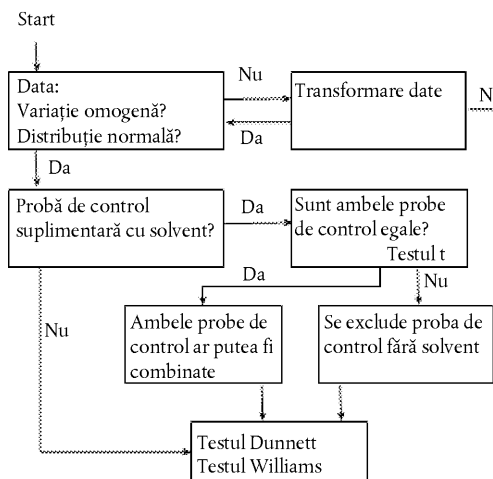 Start
Data:
Variație omogenă?
Distribuție normală?
Nu
Da
Transformare date
N
Da
Probă de control
suplimentară cu solvent?
Da
Sunt ambele probe
de control egale?
Testul t
Da
Nu
Nu
Ambele probe de
control ar putea fi
combinate
Se exclude proba de
control fără solvent
Testul Dunnett
Testul Williams